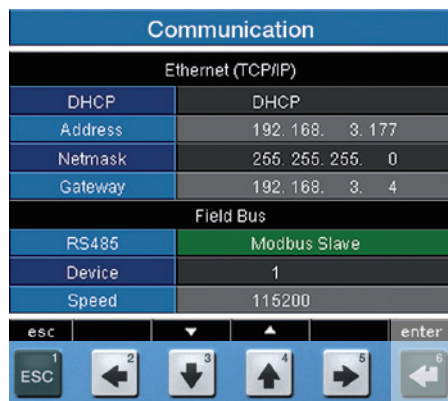 Communication
Ethernet (TCP/IP)
DHCP DHCP
Address 192. 168. 3. 177
Netmask 255. 255. 255. 0
Gateway 192. 168. 3. 4
Field Bus
RS485 Modbus Slave
Device 1
Speed 115200
esc enter
1 2 3 4 5 6
ESC